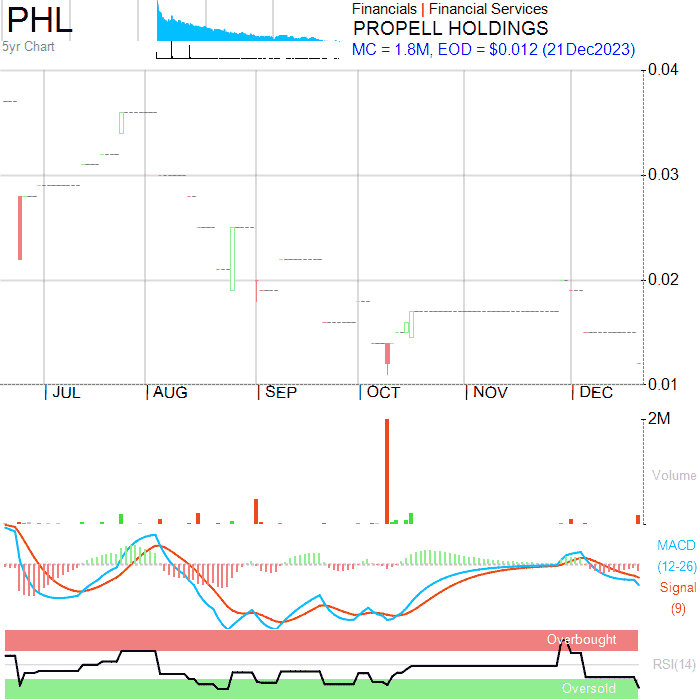 PHL
5yr Chart
Financials | Financial Services
PROPELL HOLDINGS
MC = 1.8M, EOD = $0.012 (21Dec2023)
0.04
0.03
0.02
0.01
JUL AUG SEP OCT NOV DEC
2M
Volume
MACD
(12-26)
Signal
(9)
Overbought
RSI(14)
Oversold